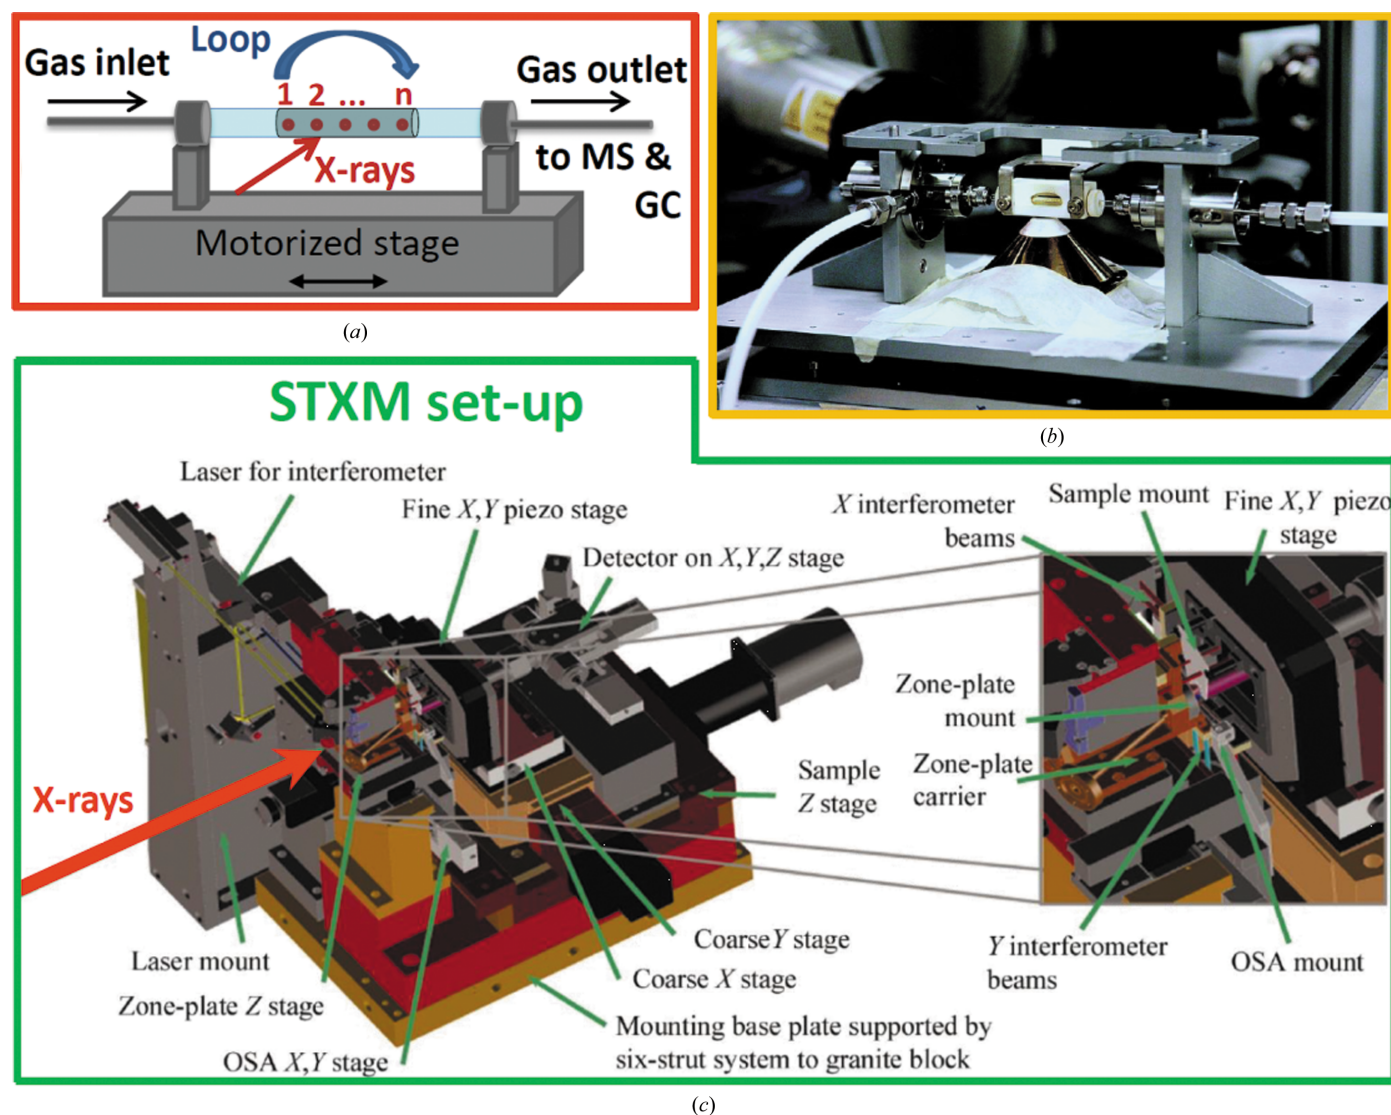 Loop
Gas inlet
Gas outlet
1 2 ... n
X-rays
to MS &
GC
Motorized stage
(a)
(b)
STXM set-up
Laser for interferometer
Fine X,Y piezo stage
Detector on X,Y,Z stage
X interferometer
beams
Sample mount
Fine X,Y piezo
stage
Zone-plate
mount
Zone-plate
carrier
Sample
Z stage
X-rays
Laser mount
Zone-plate Z stage
OSA X,Y stage
Coarse Y stage
Coarse X stage
Mounting base plate supported by
six-strut system to granite block
Y interferometer
beams
OSA mount
(c)